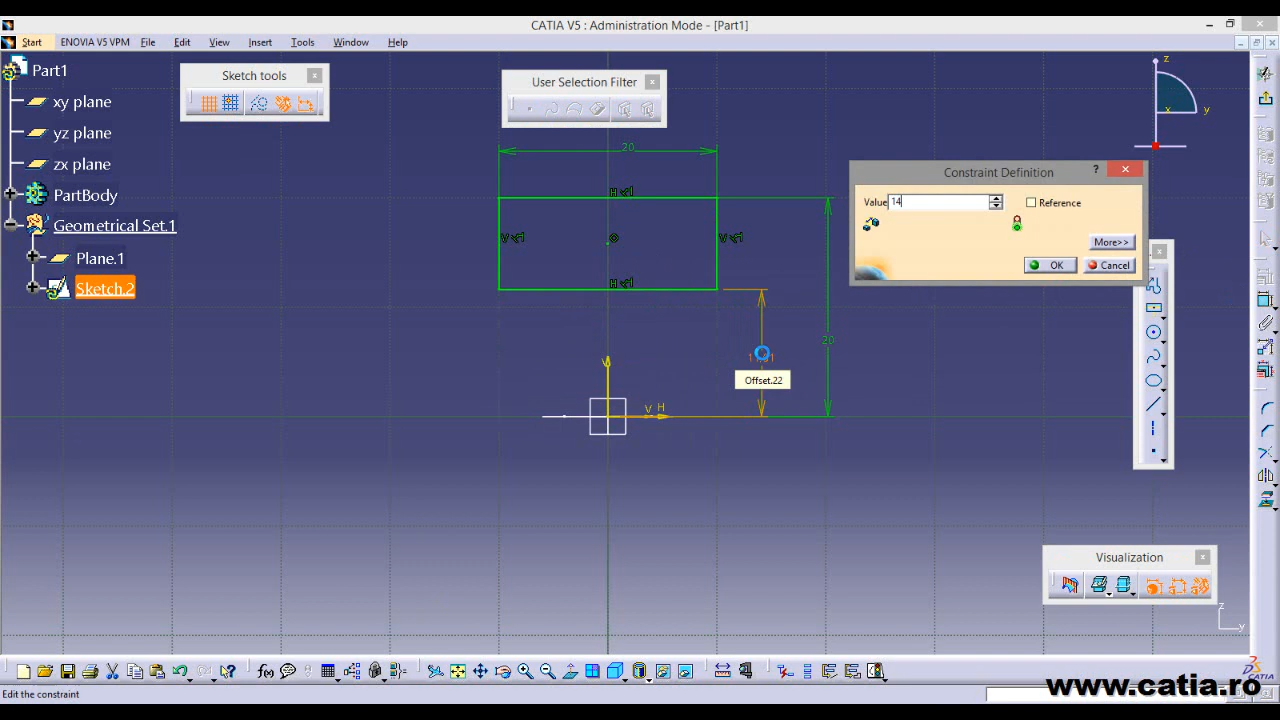 CATIA V5 : Administration Mode - [Part1]
Start ENOVIA V5 VPM File Edit View Insert Tools Window Help
Part1
xy plane
yz plane
zx plane
PartBody
Geometrical Set.1
Plane.1
Sketch.2
Sketch tools
User Selection Filter
z
x
y
20
H
V
V
H
20
Offset.22
V
V H
Constraint Definition
?
Value 14
Reference
More>>
OK Cancel
Visualization
z
y
f(x)
Edit the constraint
CATIA
www.catia.ro